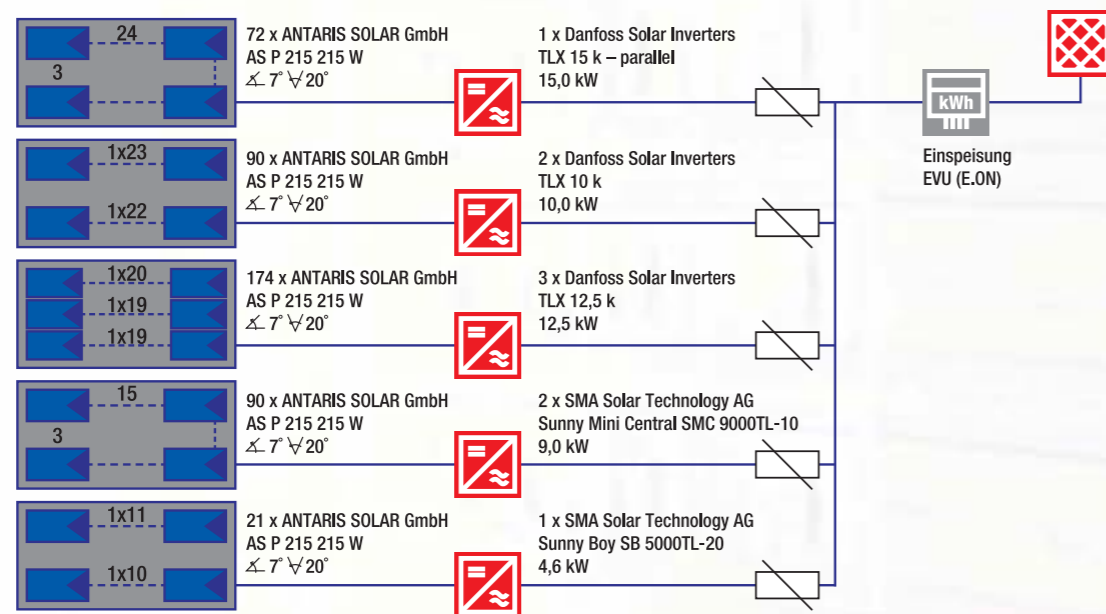 24
3
72 x ANTARIS SOLAR GmbH
AS P 215 215 W
7° 20°
1 x Danfoss Solar Inverters
TLX 15 k – parallel
15,0 kW
kWh
Einspeisung
EVU (E.ON)
1x23
1x22
90 x ANTARIS SOLAR GmbH
AS P 215 215 W
7° 20°
2 x Danfoss Solar Inverters
TLX 10 k
10,0 kW
1x20
1x19
1x19
174 x ANTARIS SOLAR GmbH
AS P 215 215 W
7° 20°
3 x Danfoss Solar Inverters
TLX 12,5 k
12,5 kW
15
3
90 x ANTARIS SOLAR GmbH
AS P 215 215 W
7° 20°
2 x SMA Solar Technology AG
Sunny Mini Central SMC 9000TL-10
9,0 kW
1x11
1x10
21 x ANTARIS SOLAR GmbH
AS P 215 215 W
7° 20°
1 x SMA Solar Technology AG
Sunny Boy SB 5000TL-20
4,6 kW